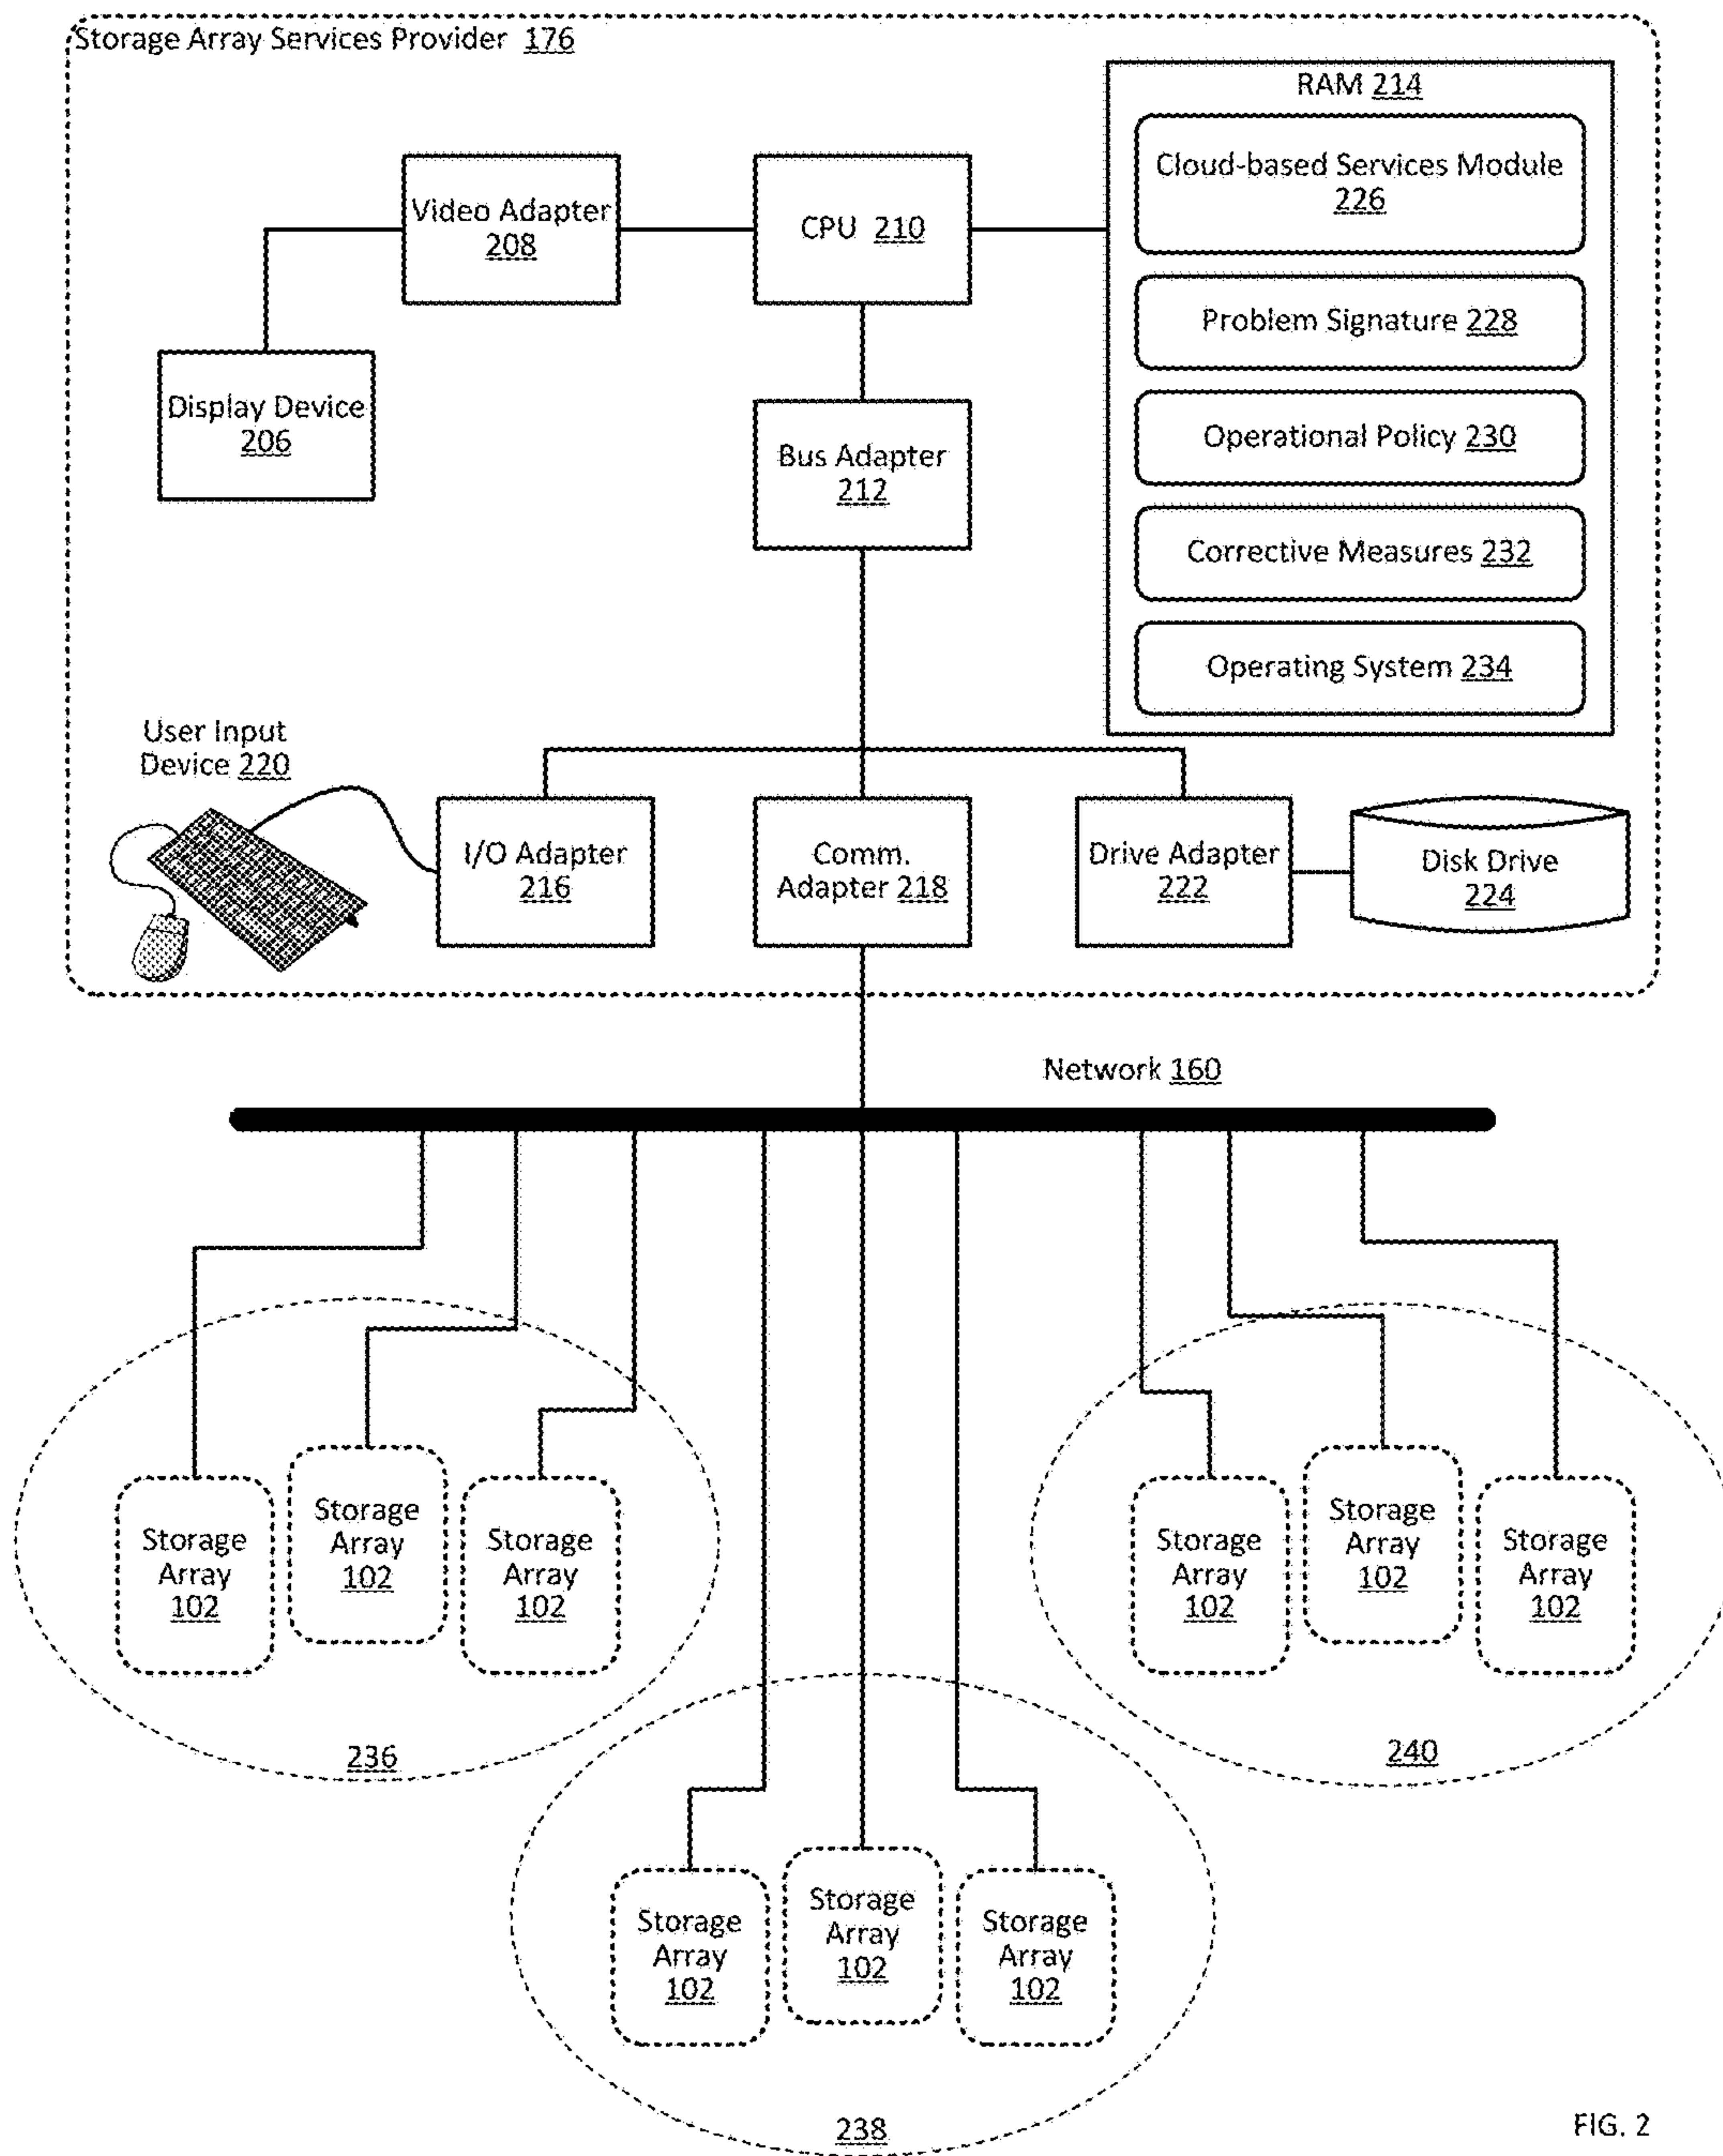 Storage Array Services Provider 176
RAM 214
Cloud-based Services Module
226
Problem Signature 228
Operational Policy 230
Corrective Measures 232
Operating System 234
Video Adapter
208
CPU 210
Display Device
206
Bus Adapter
212
User Input
Device 220
I/O Adapter
216
Comm.
Adapter 218
Drive Adapter
222
Disk Drive
224
Network 160
Storage
Array
102
Storage
Array
102
Storage
Array
102
236
Storage
Array
102
Storage
Array
102
Storage
Array
102
240
Storage
Array
102
Storage
Array
102
Storage
Array
102
238
FIG. 2